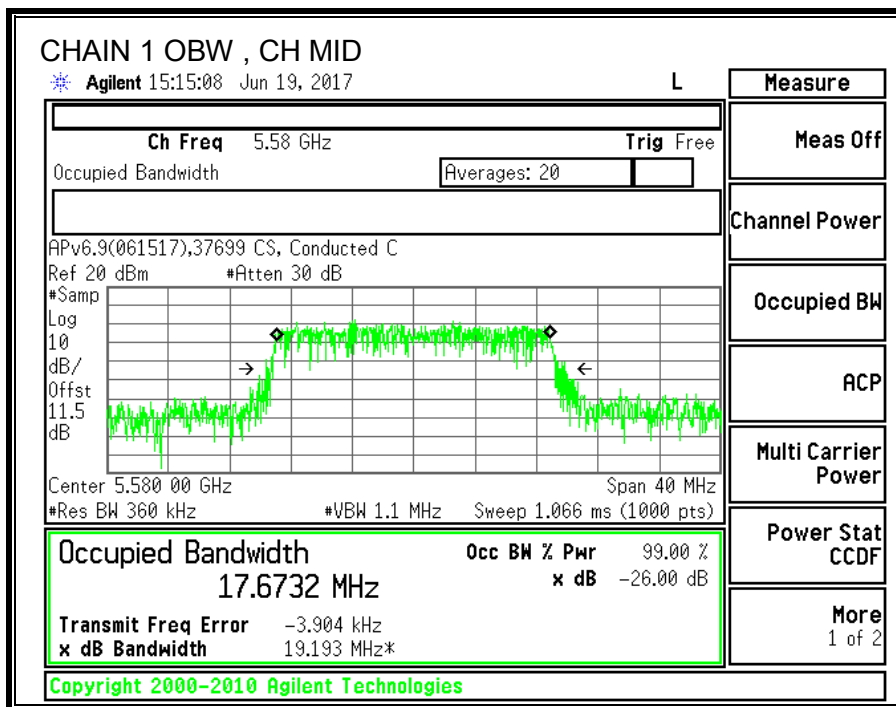 CHAIN 1 OBW , CH MID
Agilent 15:15:08 Jun 19, 2017 L
Measure
Ch Freq 5.58 GHz Trig Free
Meas Off
Occupied Bandwidth Averages: 20
Channel Power
APv6.9(061517),37699 CS, Conducted C
Ref 20 dBm #Atten 30 dB
#Samp
Log
10
dB/
Offst
11.5
dB
Occupied BW
ACP
Multi Carrier
Power
Center 5.580 00 GHz Span 40 MHz
#Res BW 360 kHz #VBW 1.1 MHz Sweep 1.066 ms (1000 pts)
Occupied Bandwidth Occ BW % Pwr 99.00 %
17.6732 MHz x dB -26.00 dB
Power Stat
CCDF
Transmit Freq Error -3.904 kHz
x dB Bandwidth 19.193 MHz*
More
1 of 2
Copyright 2000-2010 Agilent Technologies